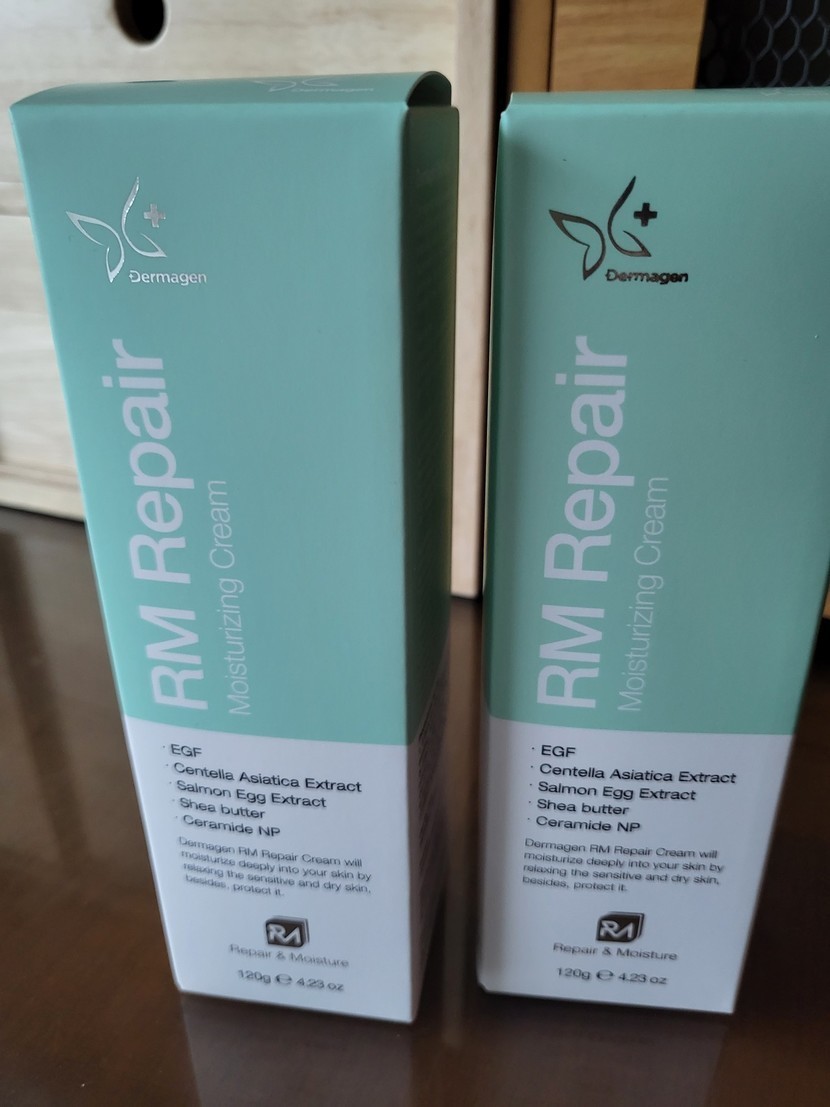 Dermagen
RM Repair
Moisturizing Cream
· EGF
· Centella Asiatica Extract
· Salmon Egg Extract
· Shea butter
· Ceramide NP
Dermagen RM Repair Cream will
moisturize deeply into your skin by
relaxing the sensitive and dry skin,
besides, protect it.
RM
Repair & Moisture
120g ℮ 4.23 oz
Dermagen
RM Repair
Moisturizing Cream
· EGF
· Centella Asiatica Extract
· Salmon Egg Extract
· Shea butter
· Ceramide NP
Dermagen RM Repair Cream will
moisturize deeply into your skin by
relaxing the sensitive and dry skin,
besides, protect it.
RM
Repair & Moisture
120g ℮ 4.23 oz